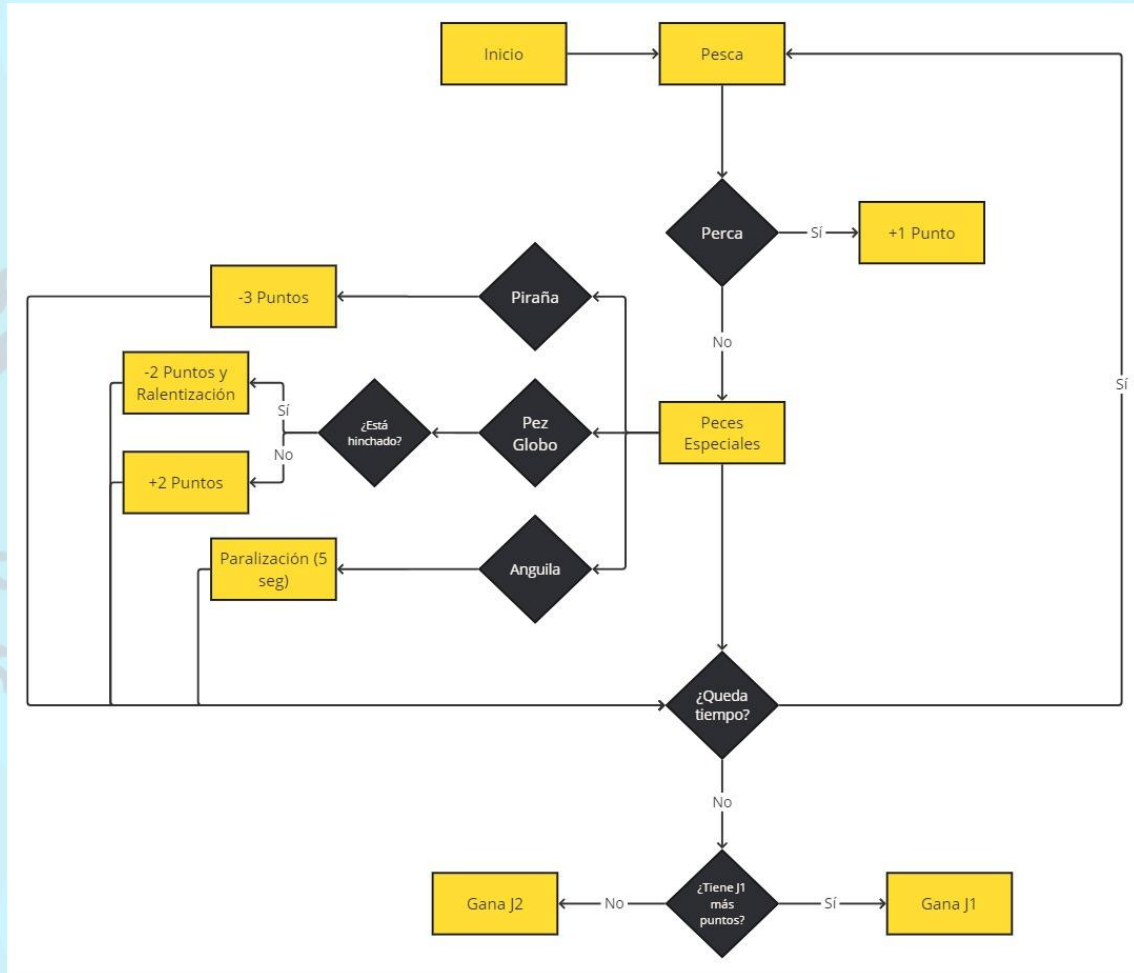 Inicio
Pesca
Perca
Sí
+1 Punto
Piraña
-3 Puntos
No
Sí
-2 Puntos y
Ralentización
Sí
¿Está
hinchado?
Pez
Globo
Peces
Especiales
No
+2 Puntos
Paralización (5
seg)
Anguila
¿Queda
tiempo?
No
Gana J2
No
¿Tiene J1
más
puntos?
Sí
Gana J1